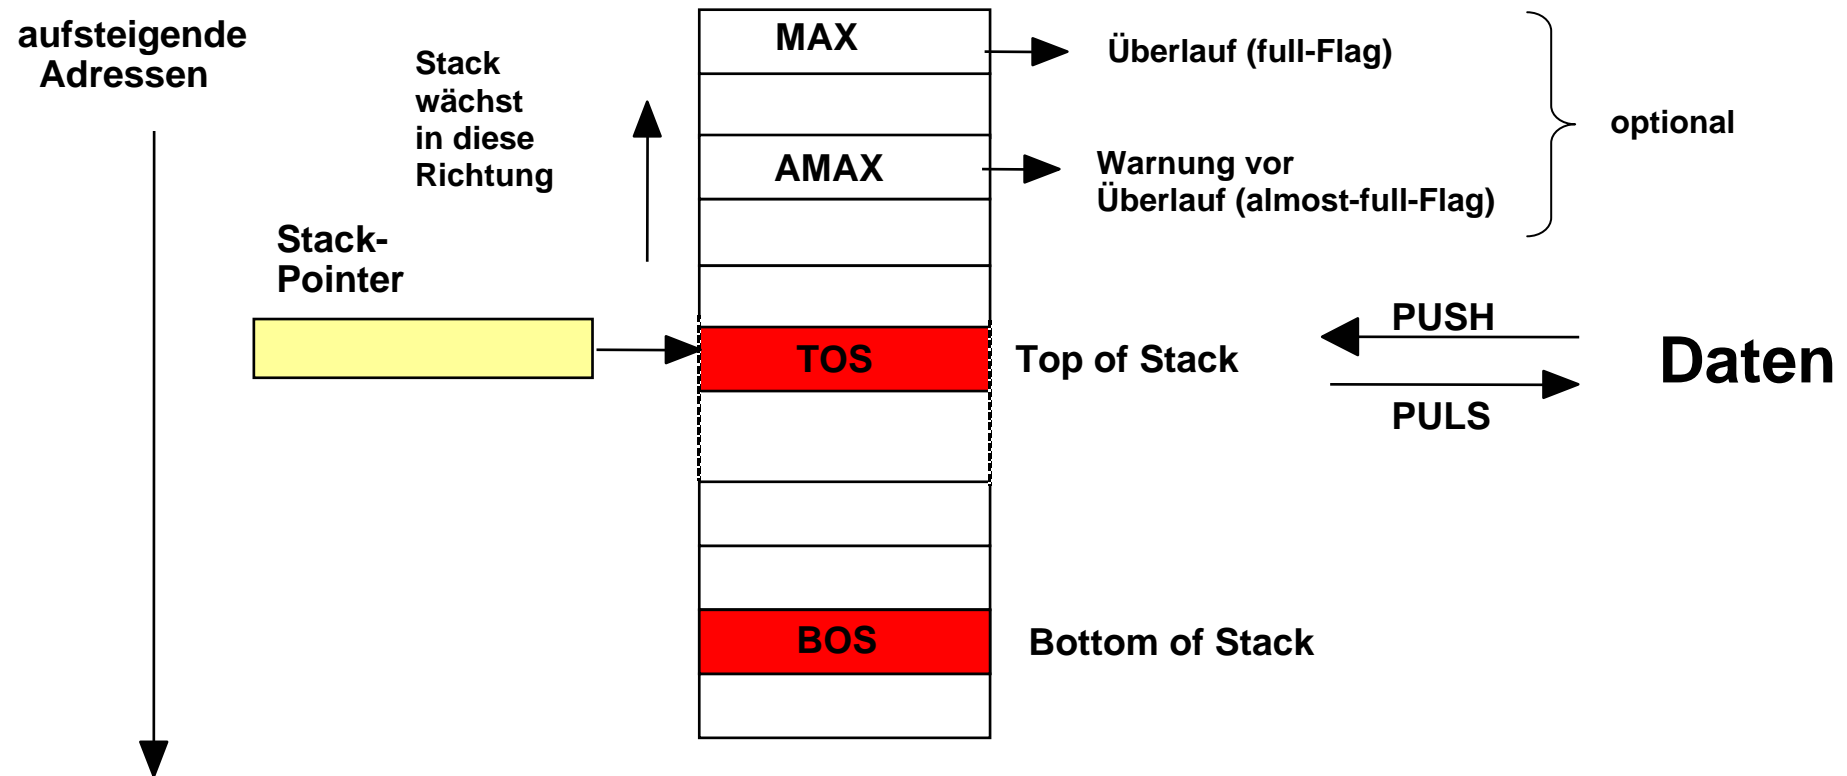 aufsteigende
Adressen
Stack
wächst
in diese
Richtung
MAX
Überlauf (full-Flag)
optional
AMAX
Warnung vor
Überlauf (almost-full-Flag)
Stack-
Pointer
TOS
Top of Stack
PUSH
PULS
Daten
BOS
Bottom of Stack